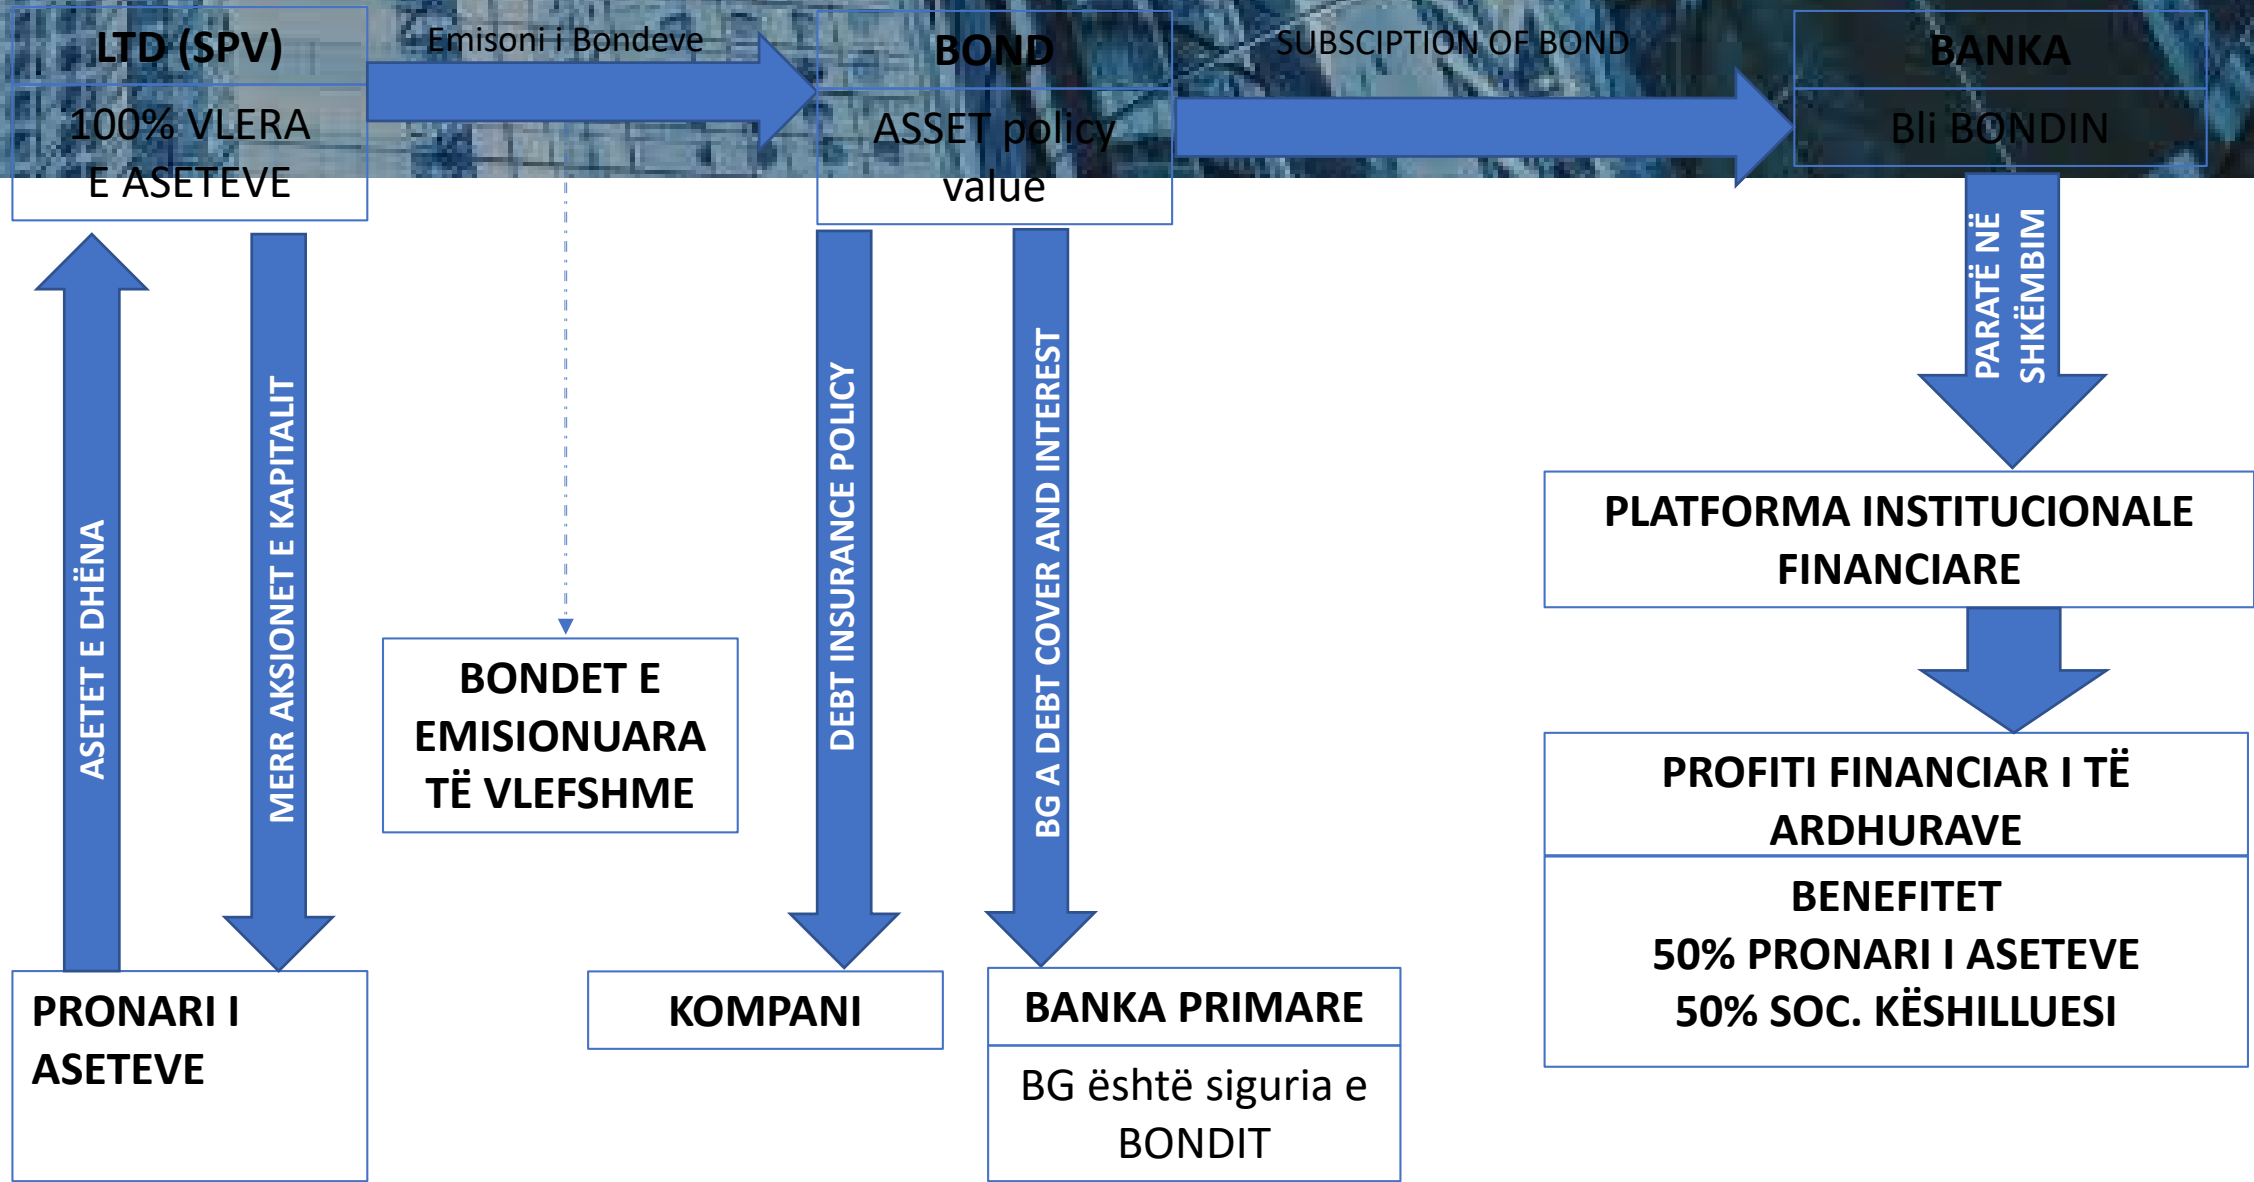 LTD (SPV)
100% VLERA
E ASETEVE
Emisoni i Bondeve
BOND
ASSET policy
value
SUBSCIPTION OF BOND
BANKA
Bli BONDIN
ASETET E DHËNA
MERR AKSIONET E KAPITALIT
BONDET E
EMISIONUARA
TË VLEFSHME
DEBT INSURANCE POLICY
BG A DEBT COVER AND INTEREST
PARATË NË
SHKËMBIM
PLATFORMA INSTITUCIONALE
FINANCIARE
PROFITI FINANCIAR I TË
ARDHURAVE
BENEFITET
50% PRONARI I ASETEVE
50% SOC. KËSHILLUESI
PRONARI I
ASETEVE
KOMPANI
BANKA PRIMARE
BG është siguria e
BONDIT